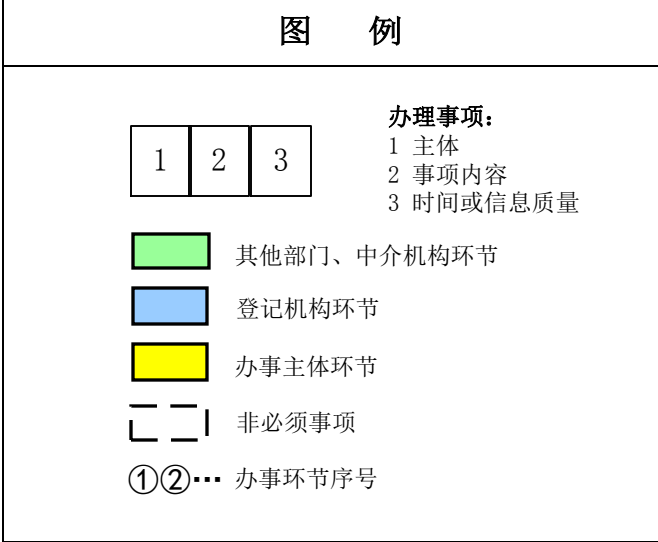 图 例
1 2 3
办理事项：
1 主体
2 事项内容
3 时间或信息质量
其他部门、中介机构环节
登记机构环节
办事主体环节
非必须事项
①②… 办事环节序号